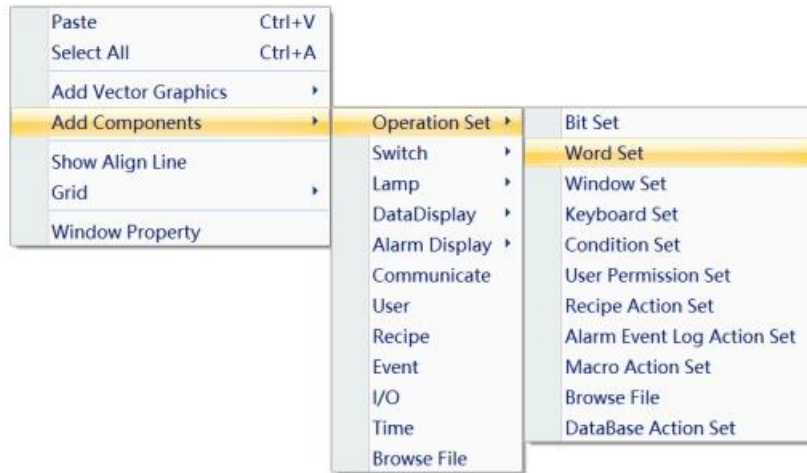 Paste Ctrl+V
Select All Ctrl+A
Add Vector Graphics
Add Components
Show Align Line
Grid
Window Property
Operation Set
Switch
Lamp
DataDisplay
Alarm Display
Communicate
User
Recipe
Event
I/O
Time
Browse File
Bit Set
Word Set
Window Set
Keyboard Set
Condition Set
User Permission Set
Recipe Action Set
Alarm Event Log Action Set
Macro Action Set
Browse File
DataBase Action Set